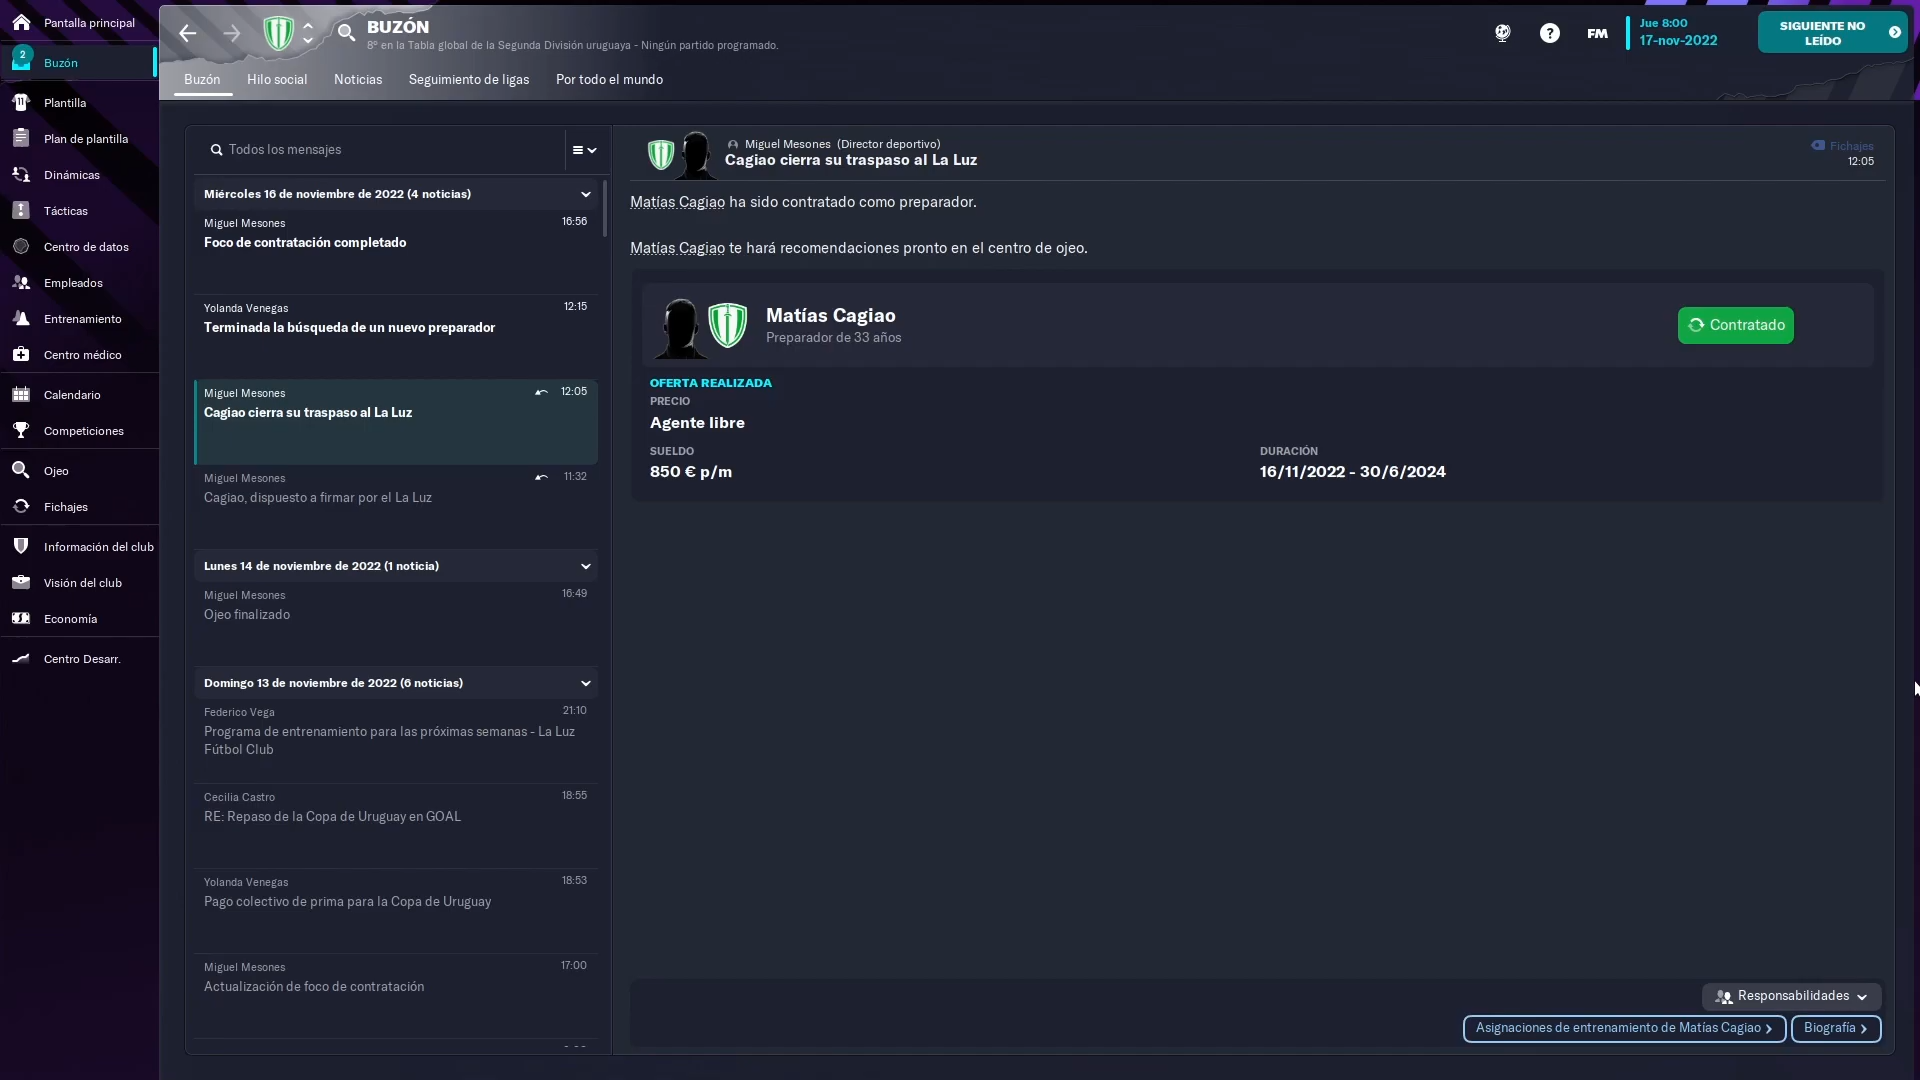 Pantalla principal
2
Buzón
Plantilla
Plan de plantilla
Dinámicas
Tácticas
Centro de datos
Empleados
Entrenamiento
Centro médico
Calendario
Competiciones
Ojeo
Fichajes
Información del club
Visión del club
Economía
Centro Desarr.
BUZÓN
8º en la Tabla global de la Segunda División uruguaya - Ningún partido programado.
FM
Jue 8:00
17-nov-2022
SIGUIENTE NO
LEÍDO
Buzón
Hilo social
Noticias
Seguimiento de ligas
Por todo el mundo
Todos los mensajes
Miércoles 16 de noviembre de 2022 (4 noticias)
Miguel Mesones 16:56
Foco de contratación completado
Yolanda Venegas 12:15
Terminada la búsqueda de un nuevo preparador
Miguel Mesones 12:05
Cagiao cierra su traspaso al La Luz
Miguel Mesones 11:32
Cagiao, dispuesto a firmar por el La Luz
Lunes 14 de noviembre de 2022 (1 noticia)
Miguel Mesones 16:49
Ojeo finalizado
Domingo 13 de noviembre de 2022 (6 noticias)
Federico Vega 21:10
Programa de entrenamiento para las próximas semanas - La Luz
Fútbol Club
Cecilia Castro 18:55
RE: Repaso de la Copa de Uruguay en GOAL
Yolanda Venegas 18:53
Pago colectivo de prima para la Copa de Uruguay
Miguel Mesones 17:00
Actualización de foco de contratación
Miguel Mesones (Director deportivo)
Cagiao cierra su traspaso al La Luz
Fichajes
12:05
Matías Cagiao ha sido contratado como preparador.
Matías Cagiao te hará recomendaciones pronto en el centro de ojeo.
Matías Cagiao
Preparador de 33 años
Contratado
OFERTA REALIZADA
PRECIO
Agente libre
SUELDO
850 € p/m
DURACIÓN
16/11/2022 - 30/6/2024
Responsabilidades
Asignaciones de entrenamiento de Matías Cagiao
Biografía